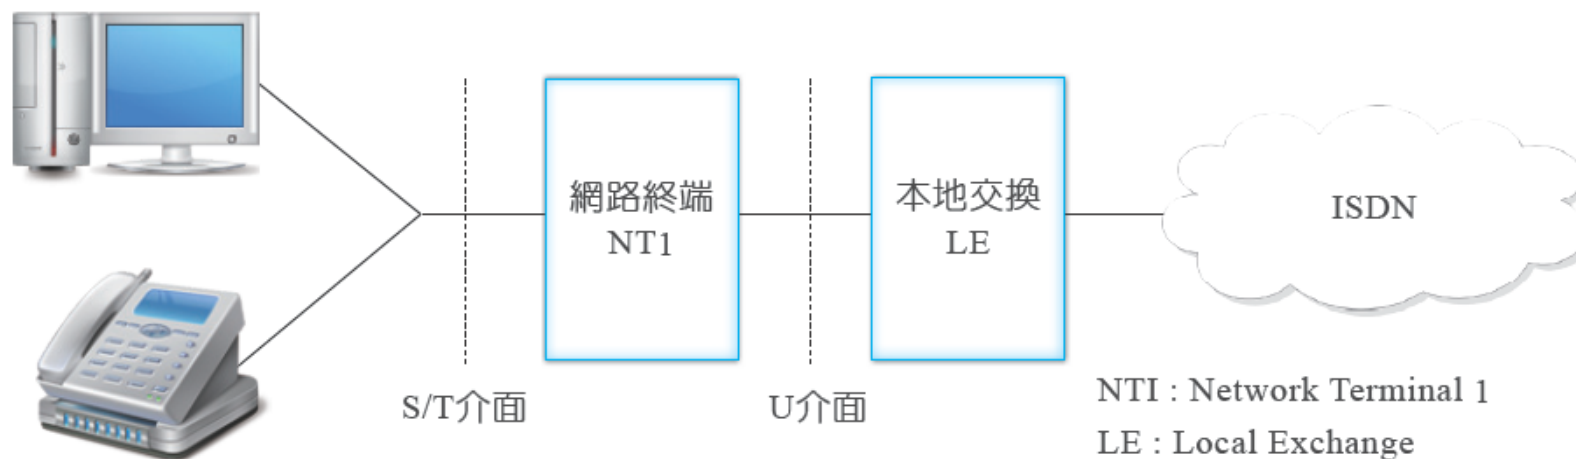 網路終端
NT1
本地交換
LE
ISDN
S/T介面
U介面
NTI : Network Terminal 1
LE : Local Exchange